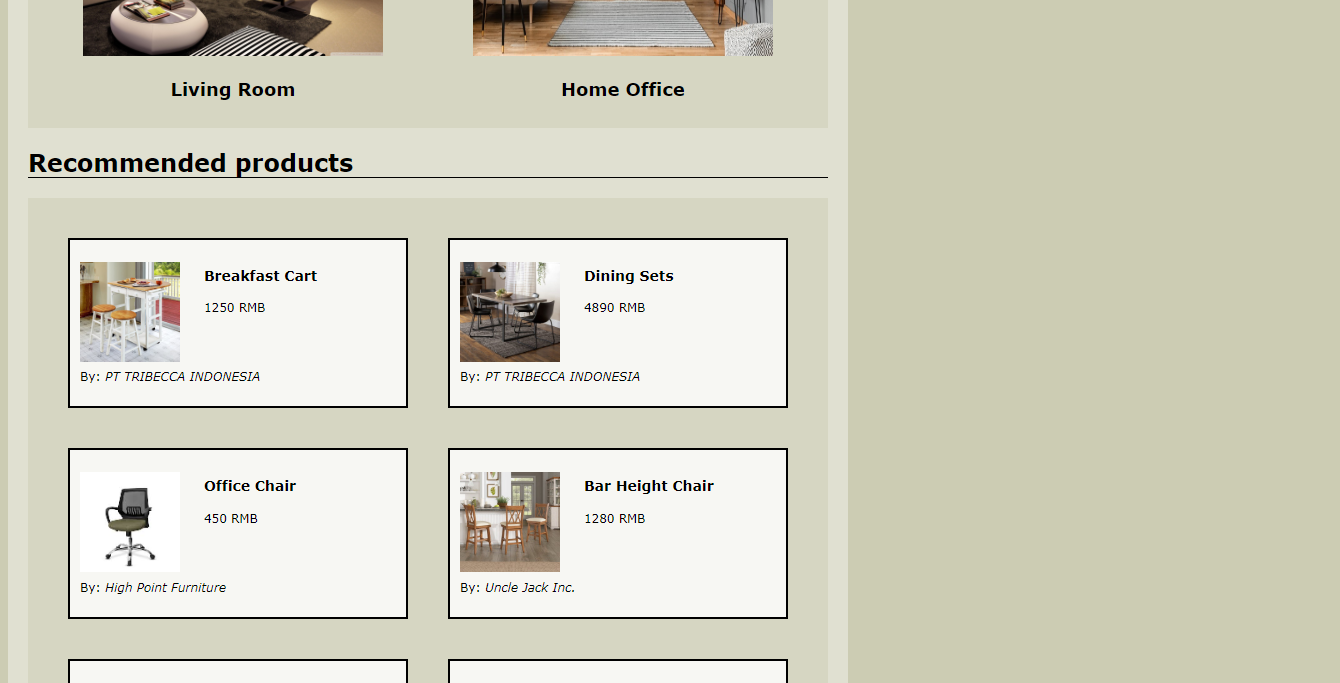 Living Room
Home Office
Recommended products
Breakfast Cart
1250 RMB
By: PT TRIBECCA INDONESIA
Dining Sets
4890 RMB
By: PT TRIBECCA INDONESIA
Office Chair
450 RMB
By: High Point Furniture
Bar Height Chair
1280 RMB
By: Uncle Jack Inc.